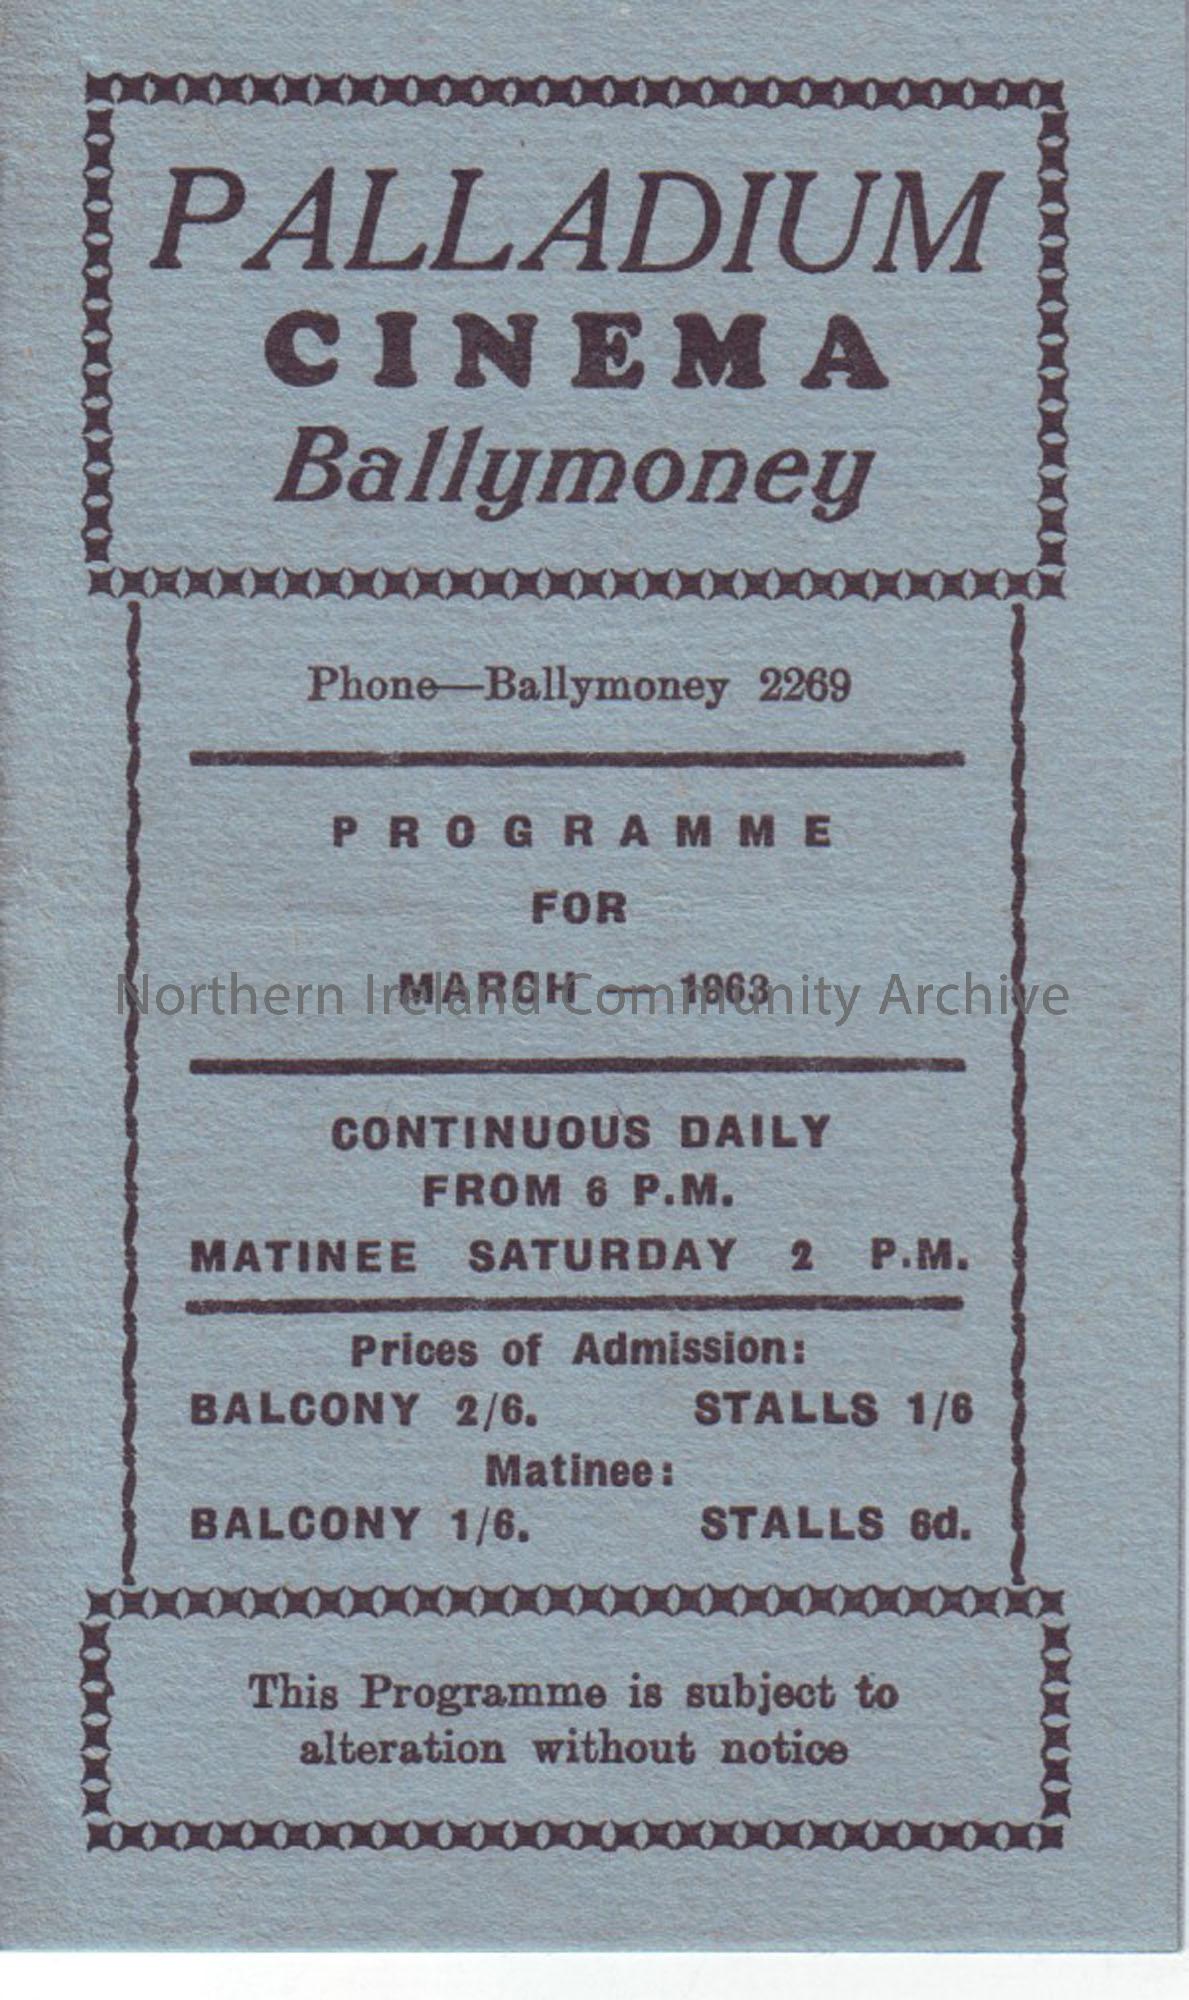 PALLADIUM
CINEMA
Ballymoney
Phone—Ballymoney 2269
PROGRAMME
FOR
MARCH — 1963
Northern Ireland Community Archive
CONTINUOUS DAILY
FROM 6 P.M.
MATINEE SATURDAY 2 P.M.
Prices of Admission:
BALCONY 2/6. STALLS 1/6
Matinee:
BALCONY 1/6. STALLS 6d.
This Programme is subject to
alteration without notice